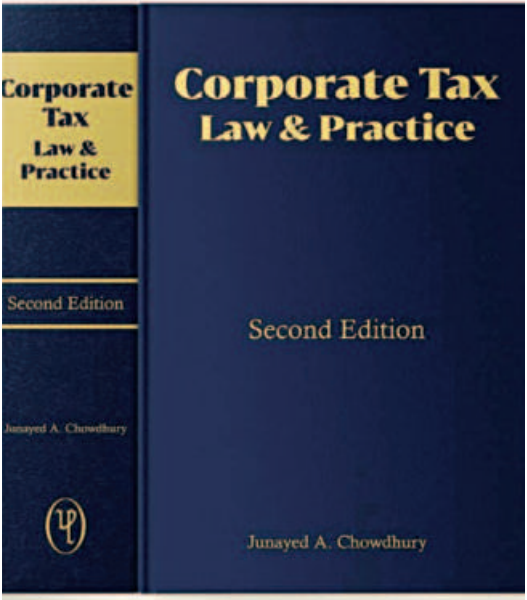 Corporate
Tax
Law &
Practice
Second Edition
Junayed A. Chowdhury
Corporate Tax
Law & Practice
Second Edition
Junayed A. Chowdhury